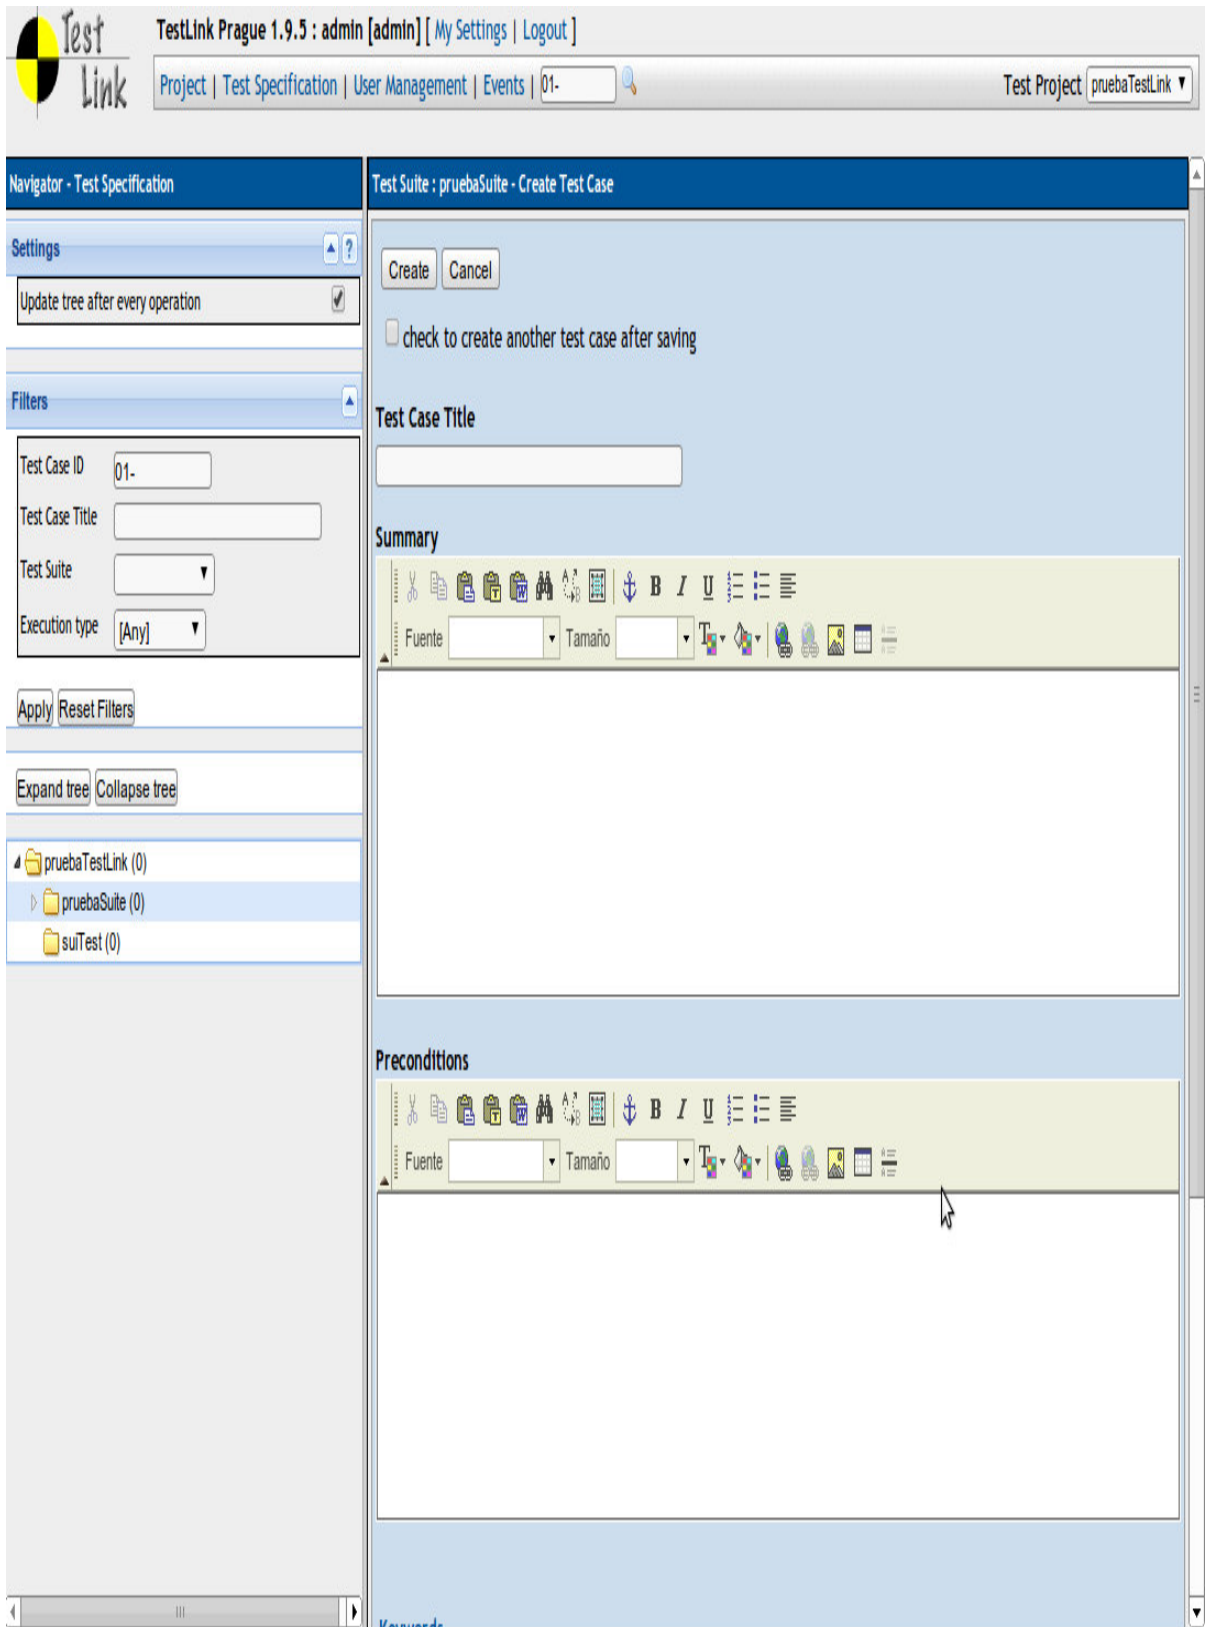 Test
Link
TestLink Prague 1.9.5 : admin [admin] [ My Settings | Logout ]
Project | Test Specification | User Management | Events | 01-
Test Project pruebaTestLink
Navigator - Test Specification
Settings
?
Update tree after every operation
Filters
Test Case ID 01-
Test Case Title
Test Suite
Execution type [Any]
Apply Reset Filters
Expand tree Collapse tree
pruebaTestLink (0)
pruebaSuite (0)
suiTest (0)
Test Suite : pruebaSuite - Create Test Case
Create Cancel
check to create another test case after saving
Test Case Title
Summary
B I U
Fuente Tamaño
Preconditions
B I U
Fuente Tamaño
Keywords